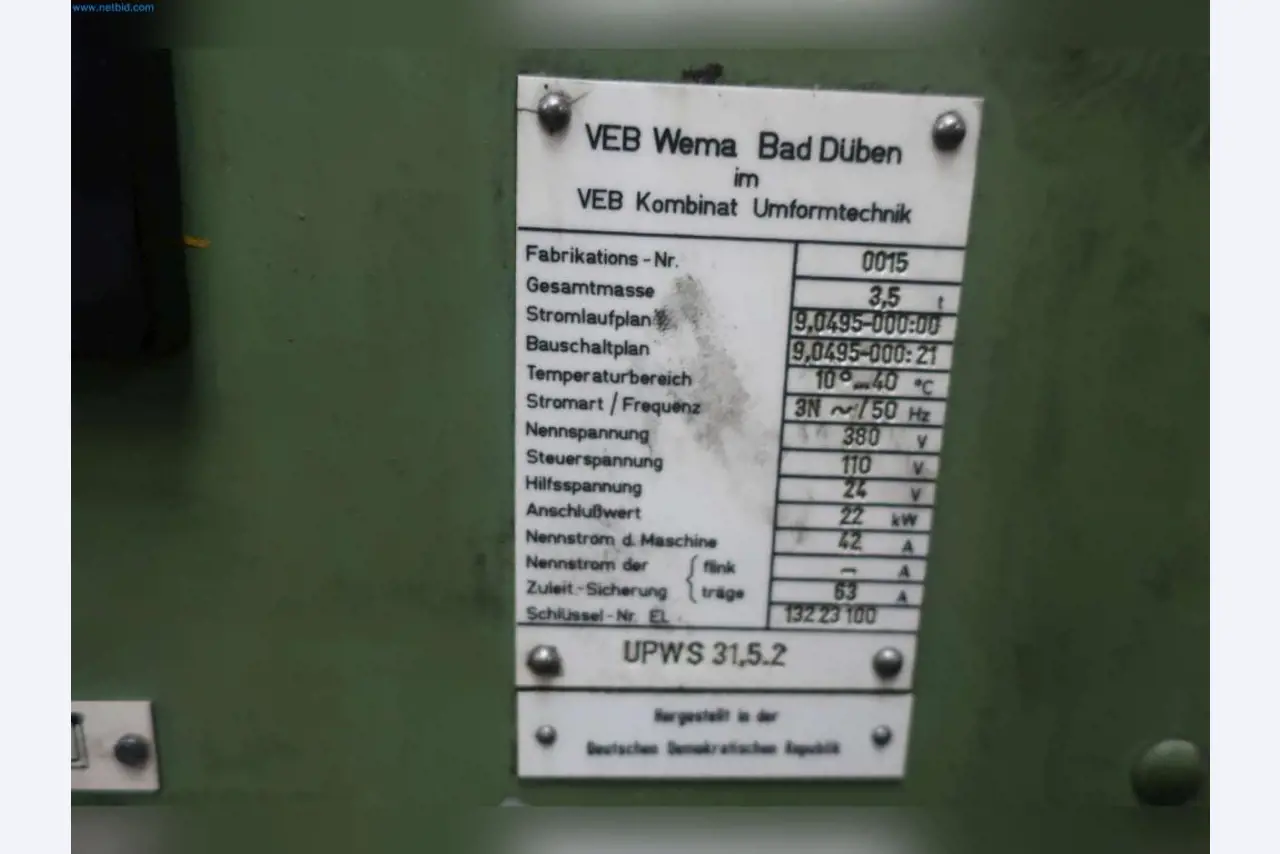 www.netbid.com
VEB Wema Bad Düben
im
VEB Kombinat Umformtechnik
Fabrikations-Nr. 0015
Gesamtmasse 3,5 t
Stromlaufplan 9,0495-000:00
Bauschaltplan 9,0495-000:21
Temperaturbereich 10°...40 °C
Stromart / Frequenz 3N ~/50 Hz
Nennspannung 380 V
Steuerspannung 110 V
Hilfsspannung 24 V
Anschlußwert 22 kW
Nennstrom d. Maschine 42 A
Nennstrom der { flink – A
Zuleit.-Sicherung träge 63 A
Schlüssel-Nr. EL 132 23 100
UPWS 31,5.2
Hergestellt in der
Deutschen Demokratischen Republik